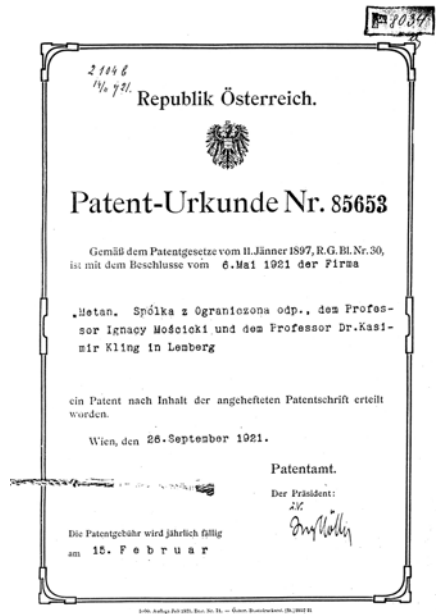 8034
2104 b
Republik Österreich.
Patent-Urkunde Nr. 85653
Gemäß dem Patentgesetze vom 11. Jänner 1897, R.G.Bl. Nr. 30,
ist mit dem Beschlusse vom 6.Mai 1921 der Firma
„Metan„ Spólka z Ograniczona odp., dem Profes-
sor Ignacy Mościcki und dem Professor Dr.Kasi-
mir Kling in Lemberg
ein Patent nach Inhalt der angehefteten Patentschrift erteilt
worden.
Wien, den 26.September 1921.
Patentamt.
Der Präsident:
Die Patentgebühr wird jährlich fällig
am 15. Februar